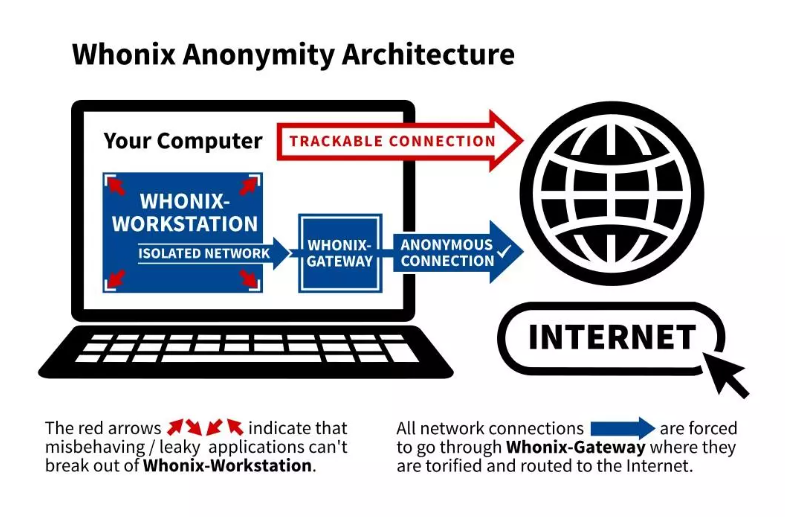 Whonix Anonymity Architecture
Your Computer
TRACKABLE CONNECTION
WHONIX-
WORKSTATION
ISOLATED NETWORK
WHONIX-
GATEWAY
ANONYMOUS
CONNECTION
INTERNET
The red arrows indicate that
misbehaving / leaky applications can't
break out of Whonix-Workstation.
All network connections are forced
to go through Whonix-Gateway where they
are torified and routed to the Internet.